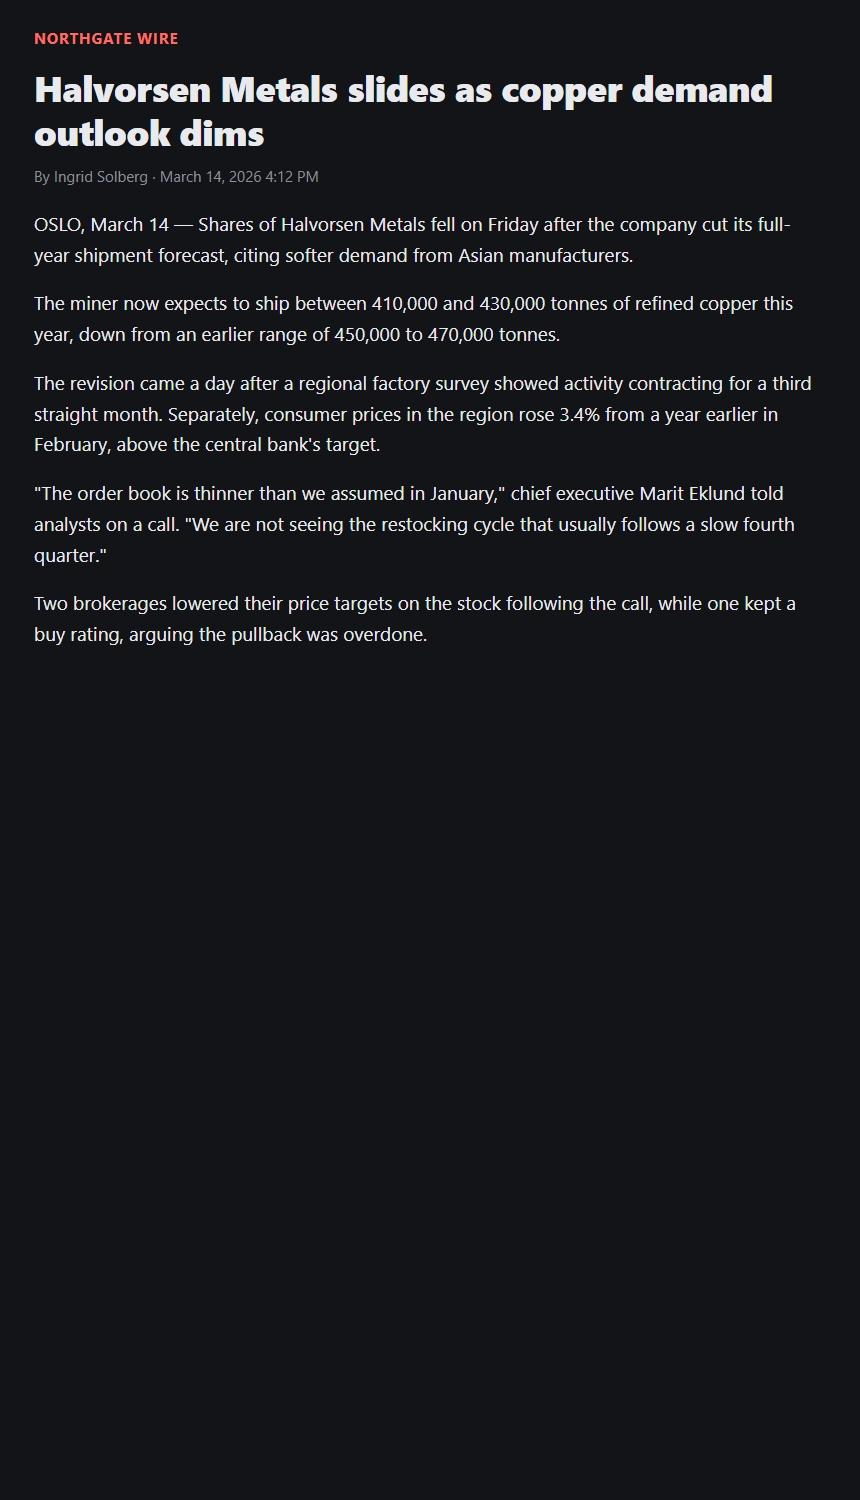 NORTHGATE WIRE
Halvorsen Metals slides as copper demand
outlook dims
By Ingrid Solberg · March 14, 2026 4:12 PM
OSLO, March 14 — Shares of Halvorsen Metals fell on Friday after the company cut its full-
year shipment forecast, citing softer demand from Asian manufacturers.
The miner now expects to ship between 410,000 and 430,000 tonnes of refined copper this
year, down from an earlier range of 450,000 to 470,000 tonnes.
The revision came a day after a regional factory survey showed activity contracting for a third
straight month. Separately, consumer prices in the region rose 3.4% from a year earlier in
February, above the central bank's target.
"The order book is thinner than we assumed in January," chief executive Marit Eklund told
analysts on a call. "We are not seeing the restocking cycle that usually follows a slow fourth
quarter."
Two brokerages lowered their price targets on the stock following the call, while one kept a
buy rating, arguing the pullback was overdone.